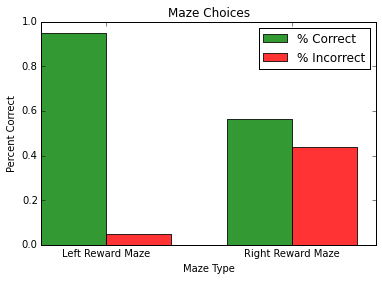 Maze Choices
% Correct
% Incorrect
Percent Correct
1.0
0.8
0.6
0.4
0.2
0.0
Left Reward Maze
Right Reward Maze
Maze Type